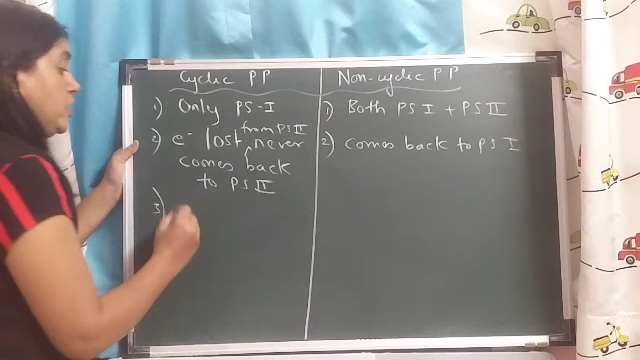 Cyclic PP
1) Only PS-I
2) e⁻ lost from PS II never
comes back
to PS II
3)
Non-cyclic PP
1) Both PS I + PS II
2) comes back to PS I